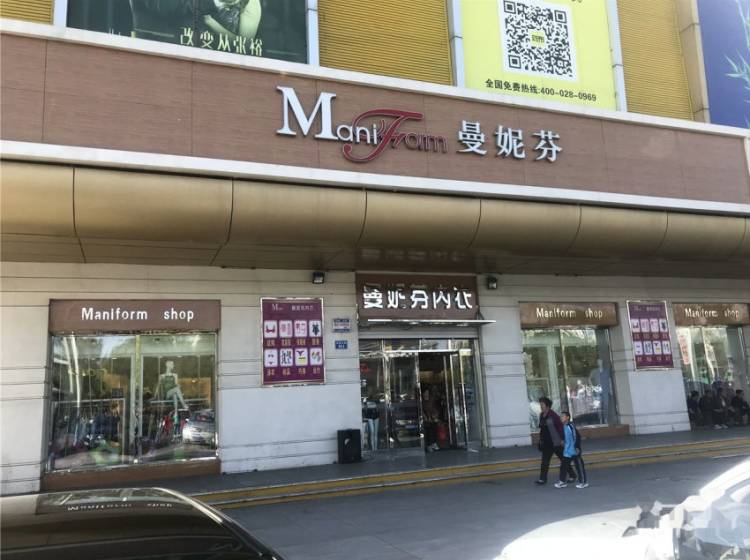 改变从张裕
全国免费热线:400-028-0969
ManiFram 曼妮芬
曼妮芬内衣
Maniform shop
Maniform shop
Maniform shop